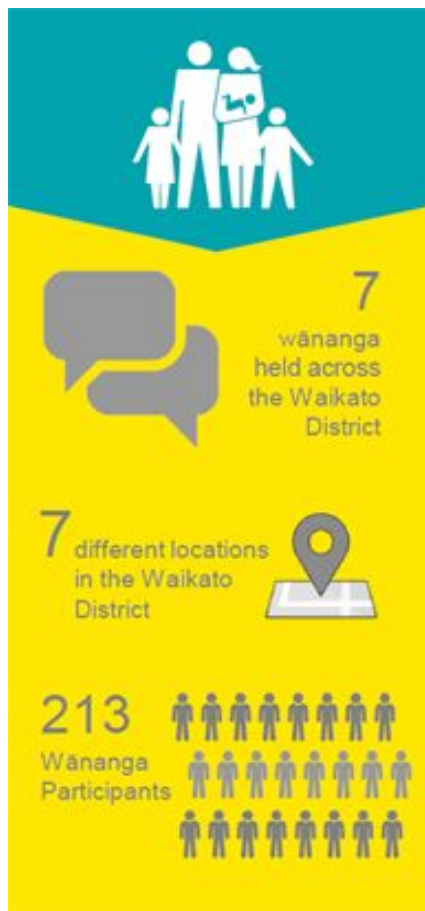 7
wānanga
held across
the Waikato
District
7 different locations
in the Waikato
District
213
Wānanga
Participants